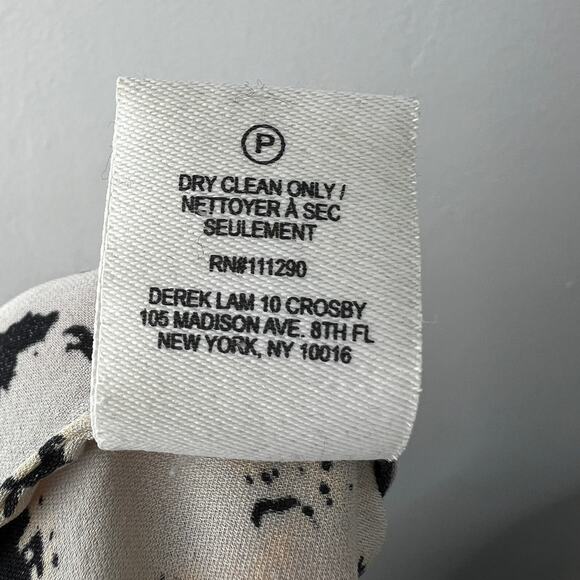 P
DRY CLEAN ONLY /
NETTOYER À SEC
SEULEMENT
RN#111290
DEREK LAM 10 CROSBY
105 MADISON AVE. 8TH FL
NEW YORK, NY 10016